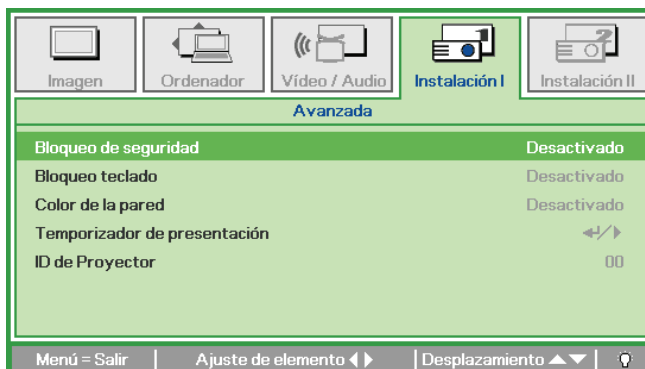 Imagen Ordenador Vídeo / Audio Instalación I Instalación II
Avanzada
Bloqueo de seguridad Desactivado
Bloqueo teclado Desactivado
Color de la pared Desactivado
Temporizador de presentación
ID de Proyector 00
Menú = Salir Ajuste de elemento Desplazamiento